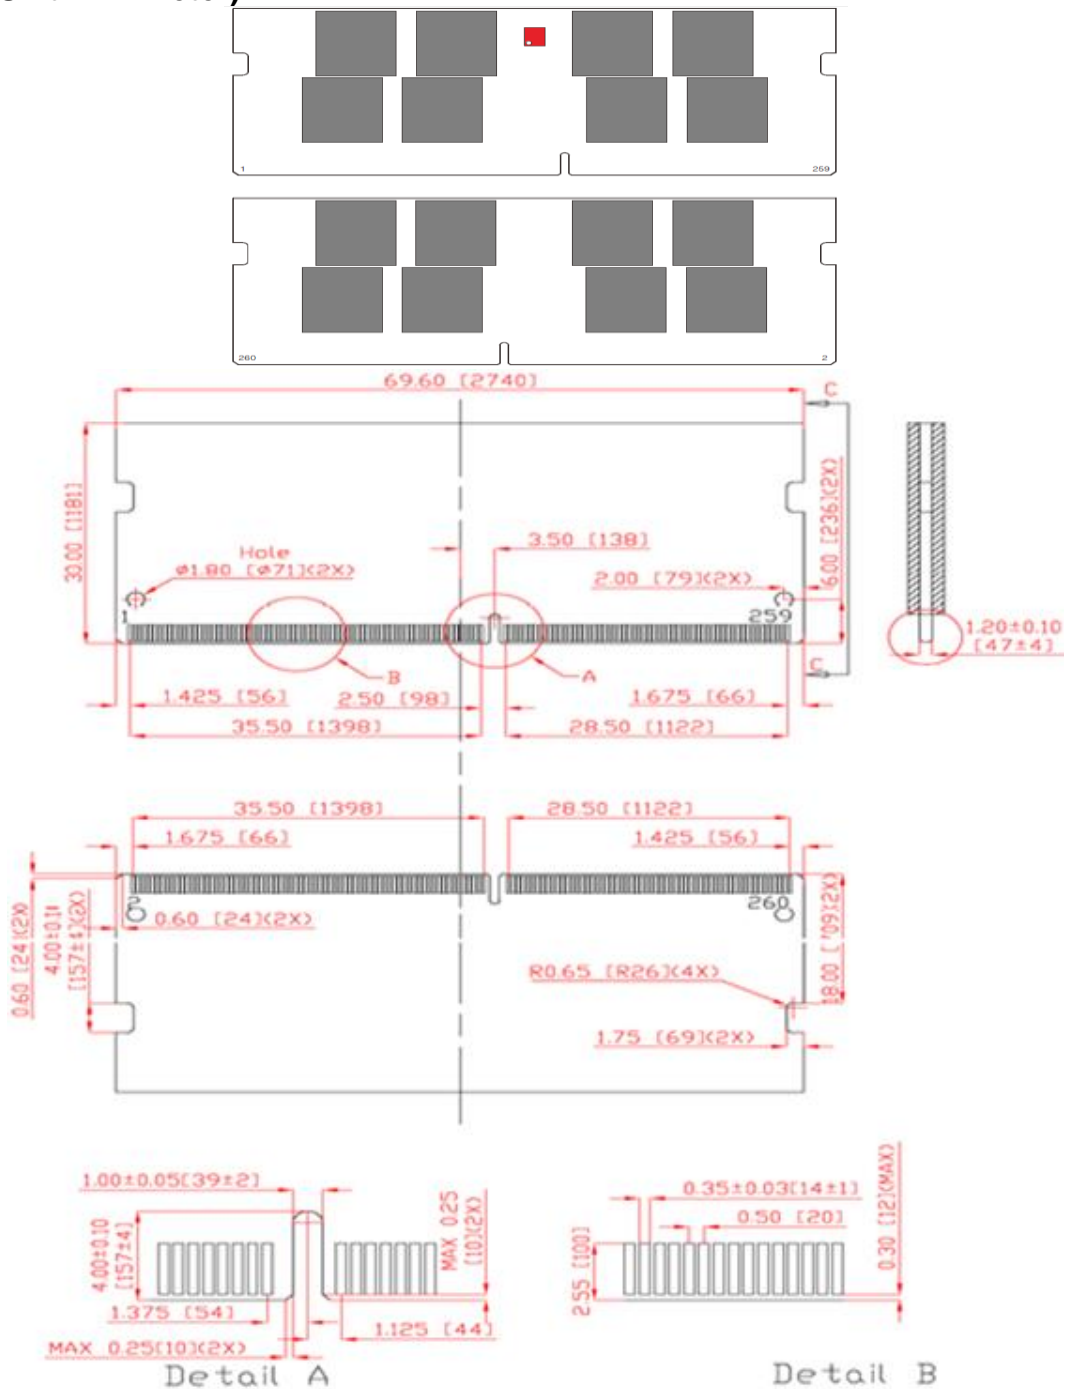 1
259
260
2
69.60 [2740]
C
30.00 [1181]
6.00 [236](2X)
3.50 [138]
Hole
ø1.80 [ø71](2X)
2.00 [79](2X)
1
259
1.20±0.10
[47±4]
B
A
C
1.425 [56]
2.50 [98]
1.675 [66]
35.50 [1398]
28.50 [1122]
35.50 [1398]
28.50 [1122]
1.675 [66]
1.425 [56]
2
260
0.60 [24](2X)
0.60 [24](2X)
4.00±0.10
[157±4](2X)
R0.65 [R26](4X)
18.00 [709](2X)
1.75 [69](2X)
1.00±0.05[39±2]
4.00±0.10
[157±4]
MAX 0.25
[10](2X)
1.375 [54]
1.125 [44]
MAX 0.25[10](2X)
Detail A
0.35±0.03[14±1]
0.50 [20]
0.30 [12](MAX)
2.55 [100]
Detail B